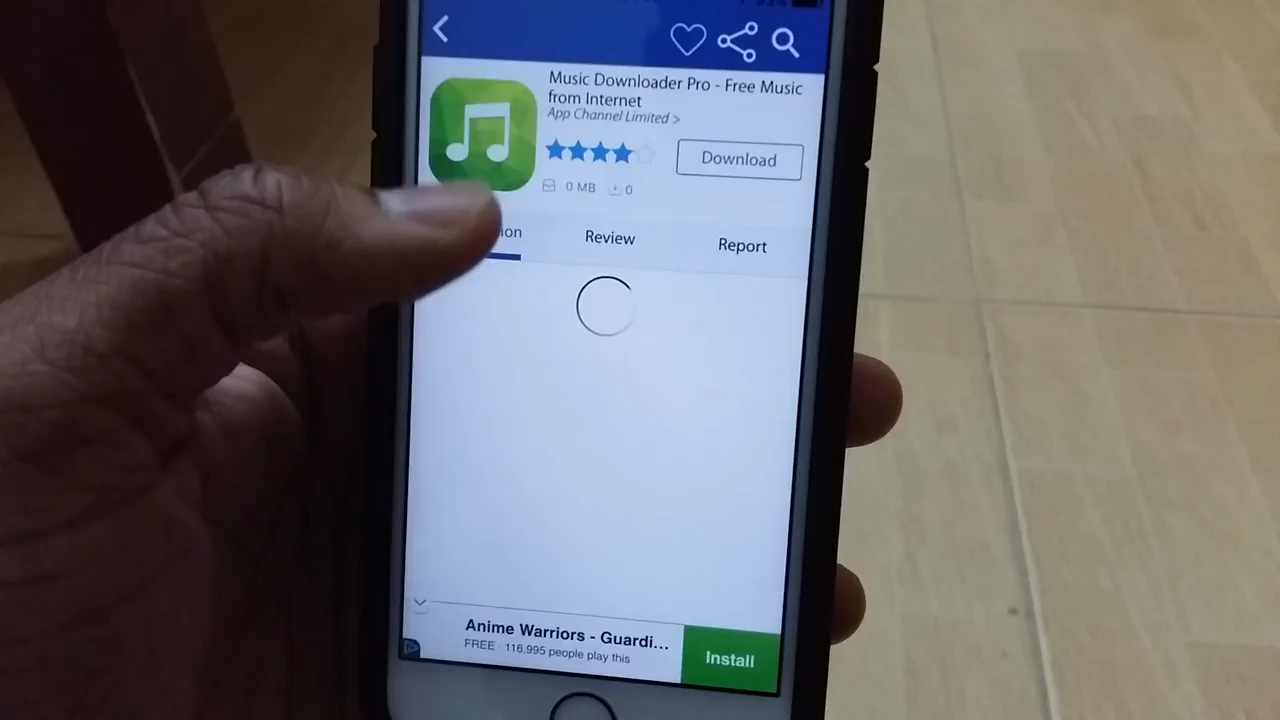 Music Downloader Pro - Free Music
from Internet
App Channel Limited >
Download
0 MB 0
Review
Report
Anime Warriors - Guardi...
FREE · 116,995 people play this
Install